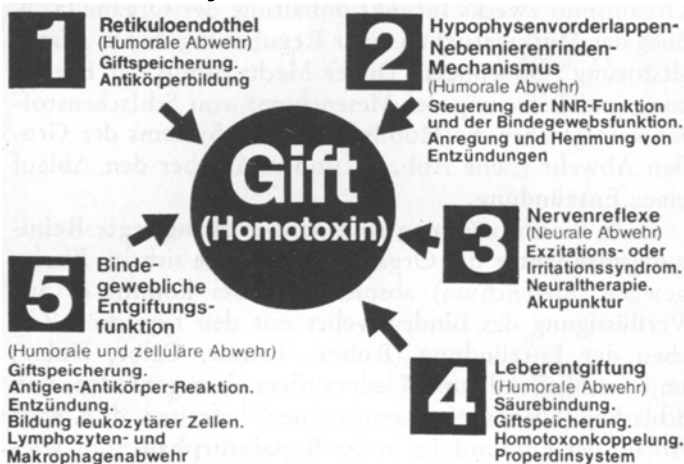 1
Retikuloendothel
(Humorale Abwehr)
Giftspeicherung.
Antikörperbildung
2
Hypophysenvorderlappen-
Nebennierenrinden-
Mechanismus
(Humorale Abwehr)
Steuerung der NNR-Funktion
und der Bindegewebsfunktion.
Anregung und Hemmung von
Entzündungen
Gift
(Homotoxin)
3
Nervenreflexe
(Neurale Abwehr)
Exzitations- oder
Irritationssyndrom.
Neuraltherapie.
Akupunktur
4
Leberentgiftung
(Humorale Abwehr)
Säurebindung.
Giftspeicherung.
Homotoxonkoppelung.
Properdinsystem
5
Binde-
gewebliche
Entgiftungs-
funktion
(Humorale und zelluläre Abwehr)
Giftspeicherung.
Antigen-Antikörper-Reaktion.
Entzündung.
Bildung leukozytärer Zellen.
Lymphozyten- und
Makrophagenabwehr